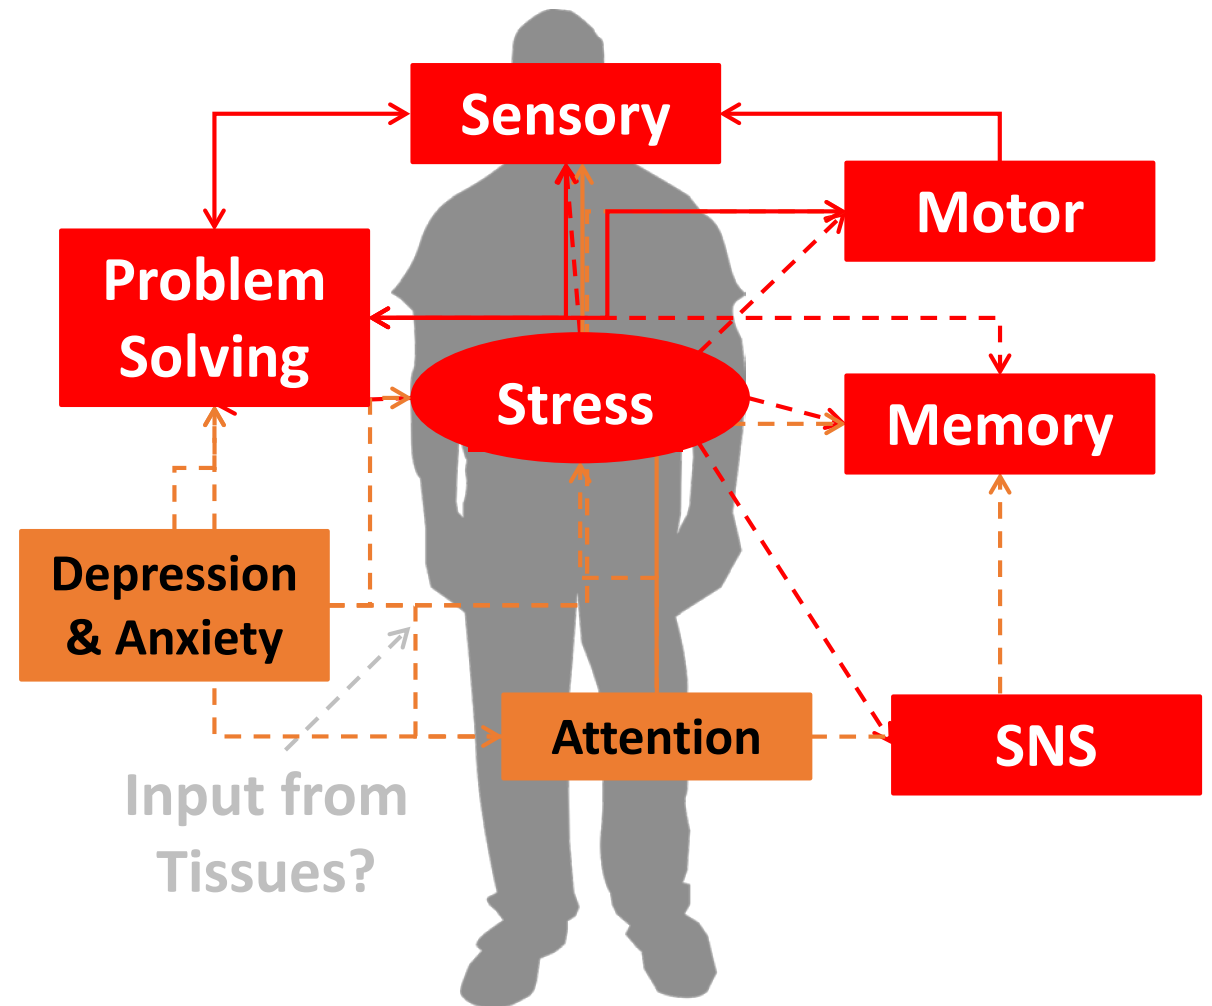 Sensory
Motor
Problem
Solving
Stress
Memory
Depression
& Anxiety
Attention
SNS
Input from
Tissues?